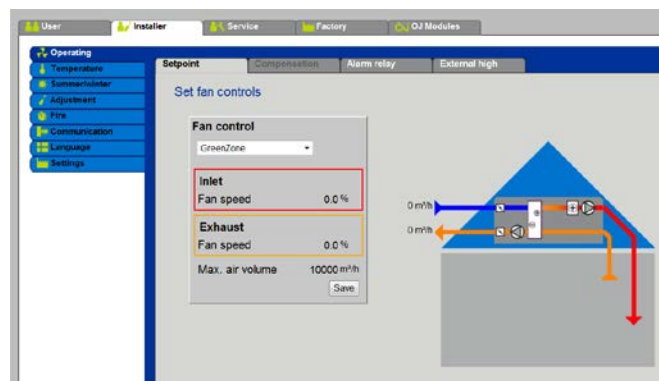 User
Installer
Service
Factory
OJ Modules
Operating
Temperature
Summer/winter
Adjustment
Fire
Communication
Language
Settings
Setpoint
Compensation
Alarm relay
External high
Set fan controls
Fan control
GreenZone
Inlet
Fan speed 0.0 %
Exhaust
Fan speed 0.0 %
Max. air volume 10000 m³/h
Save
0 m³/h
0 m³/h